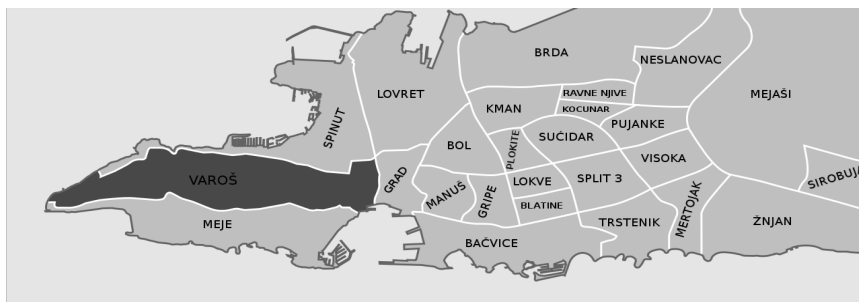 BRDA
NESLANOVAC
LOVRET
RAVNE NJIVE
MEJAŠI
KMAN
KOCUNAR
SPINUT
PUJANKE
SUĆIDAR
BOL
PLOKITE
VISOKA
VAROŠ
GRAD
LOKVE
SPLIT 3
SIROBUJA
MANUŠ
GRIPE
BLATINE
MERTOJAK
MEJE
TRSTENIK
ŽNJAN
BAČVICE